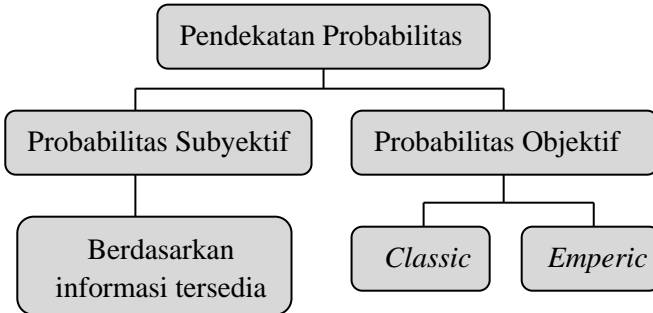 Pendekatan Probabilitas
Probabilitas Subyektif
Probabilitas Objektif
Berdasarkan
informasi tersedia
Classic
Emperic